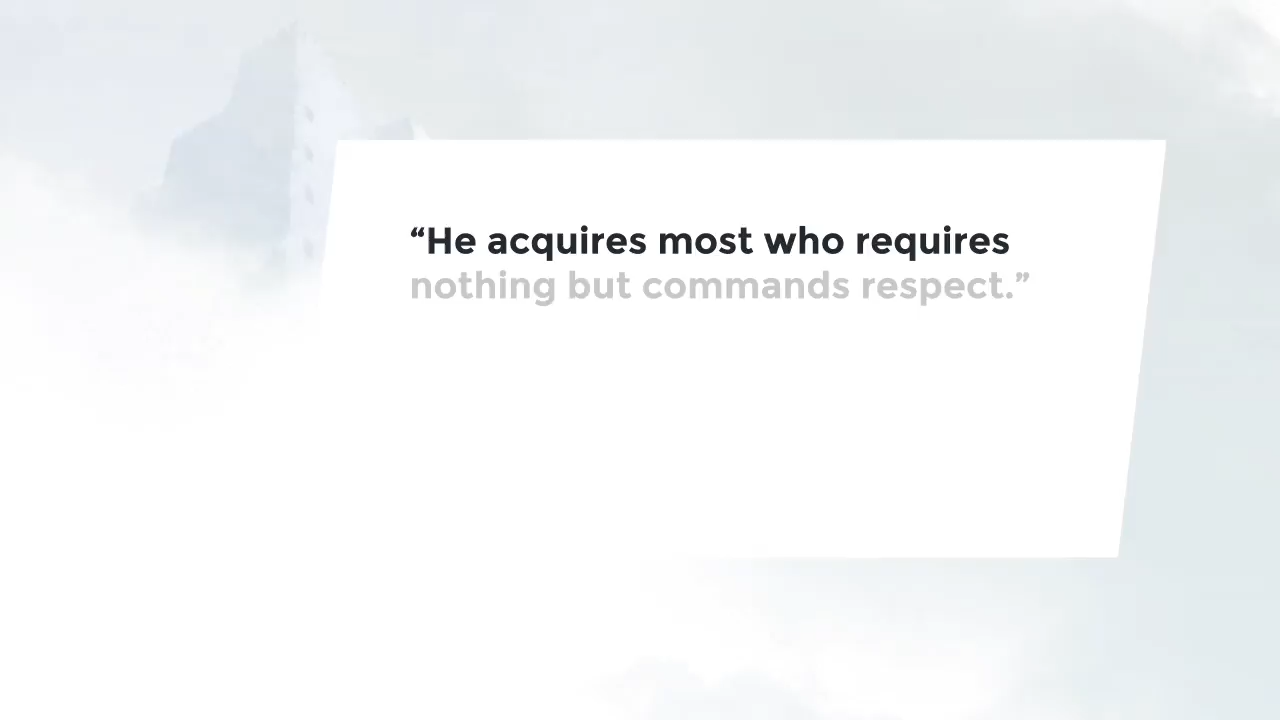 “He acquires most who requires
nothing but commands respect.”